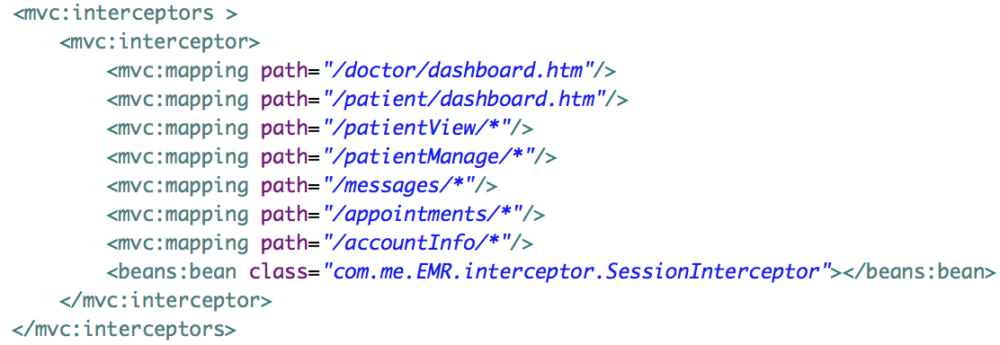 <mvc:interceptors >
    <mvc:interceptor>
        <mvc:mapping path="/doctor/dashboard.htm"/>
        <mvc:mapping path="/patient/dashboard.htm"/>
        <mvc:mapping path="/patientView/*"/>
        <mvc:mapping path="/patientManage/*"/>
        <mvc:mapping path="/messages/*"/>
        <mvc:mapping path="/appointments/*"/>
        <mvc:mapping path="/accountInfo/*"/>
        <beans:bean class="com.me.EMR.interceptor.SessionInterceptor"></beans:bean>
    </mvc:interceptor>
</mvc:interceptors>